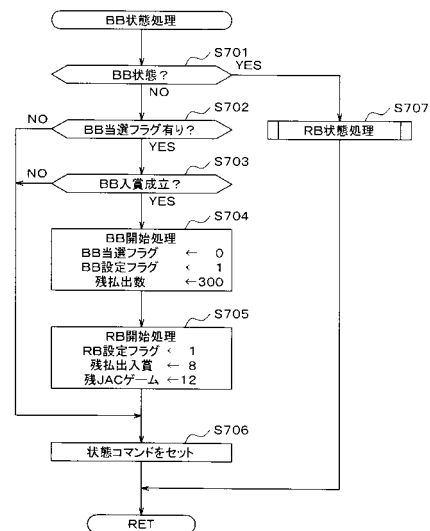 BB状態処理
S701
BB状態?
YES
NO
S702
S707
NO
BB当選フラグ有り?
RB状態処理
YES
S703
NO
BB入賞成立?
YES
S704
BB開始処理
BB当選フラグ ← 0
BB設定フラグ ← 1
残払出数 ←300
S705
RB開始処理
RB設定フラグ ← 1
残払出入賞 ← 8
残JACゲーム ←12
S706
状態コマンドをセット
RET